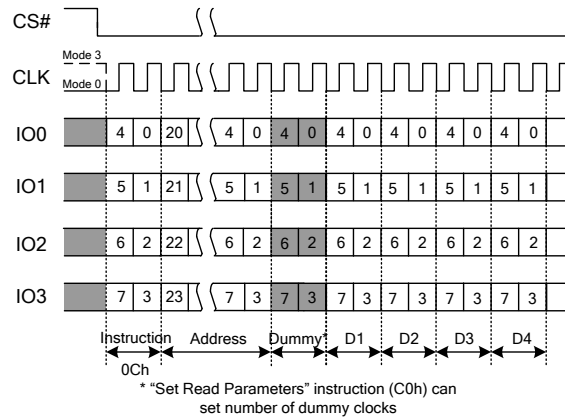 CS#
Mode 3
CLK
Mode 0
IO0 4 0 20 4 0 4 0 4 0 4 0 4 0 4 0
IO1 5 1 21 5 1 5 1 5 1 5 1 5 1 5 1
IO2 6 2 22 6 2 6 2 6 2 6 2 6 2 6 2
IO3 7 3 23 7 3 7 3 7 3 7 3 7 3 7 3
Instruction Address Dummy* D1 D2 D3 D4
0Ch
* “Set Read Parameters” instruction (C0h) can
set number of dummy clocks